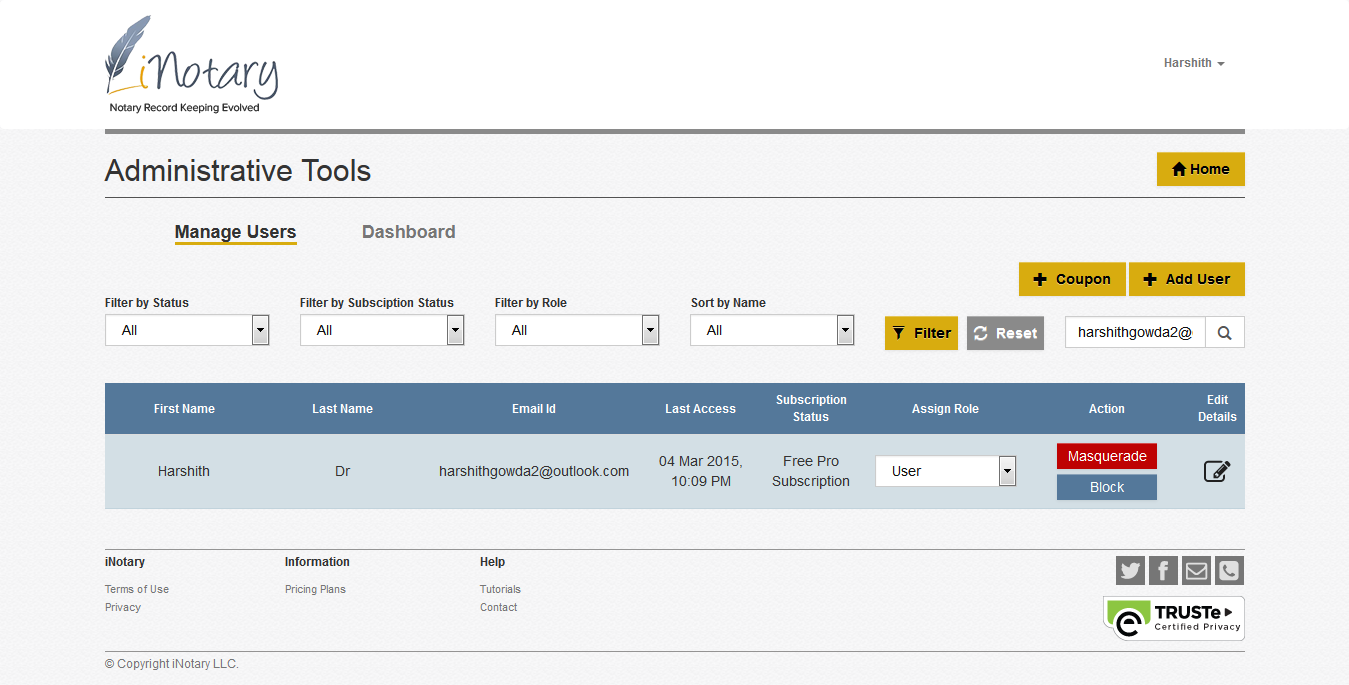 iNotary
Notary Record Keeping Evolved
Harshith
Administrative Tools
Home
Manage Users
Dashboard
Coupon
Add User
Filter by Status
Filter by Subsciption Status
Filter by Role
Sort by Name
All
All
All
All
Filter
Reset
harshithgowda2@
First Name
Last Name
Email Id
Last Access
Subscription
Status
Assign Role
Action
Edit
Details
Harshith
Dr
harshithgowda2@outlook.com
04 Mar 2015,
10:09 PM
Free Pro
Subscription
User
Masquerade
Block
iNotary
Information
Help
Terms of Use
Pricing Plans
Tutorials
Privacy
Contact
TRUSTe
Certified Privacy
© Copyright iNotary LLC.